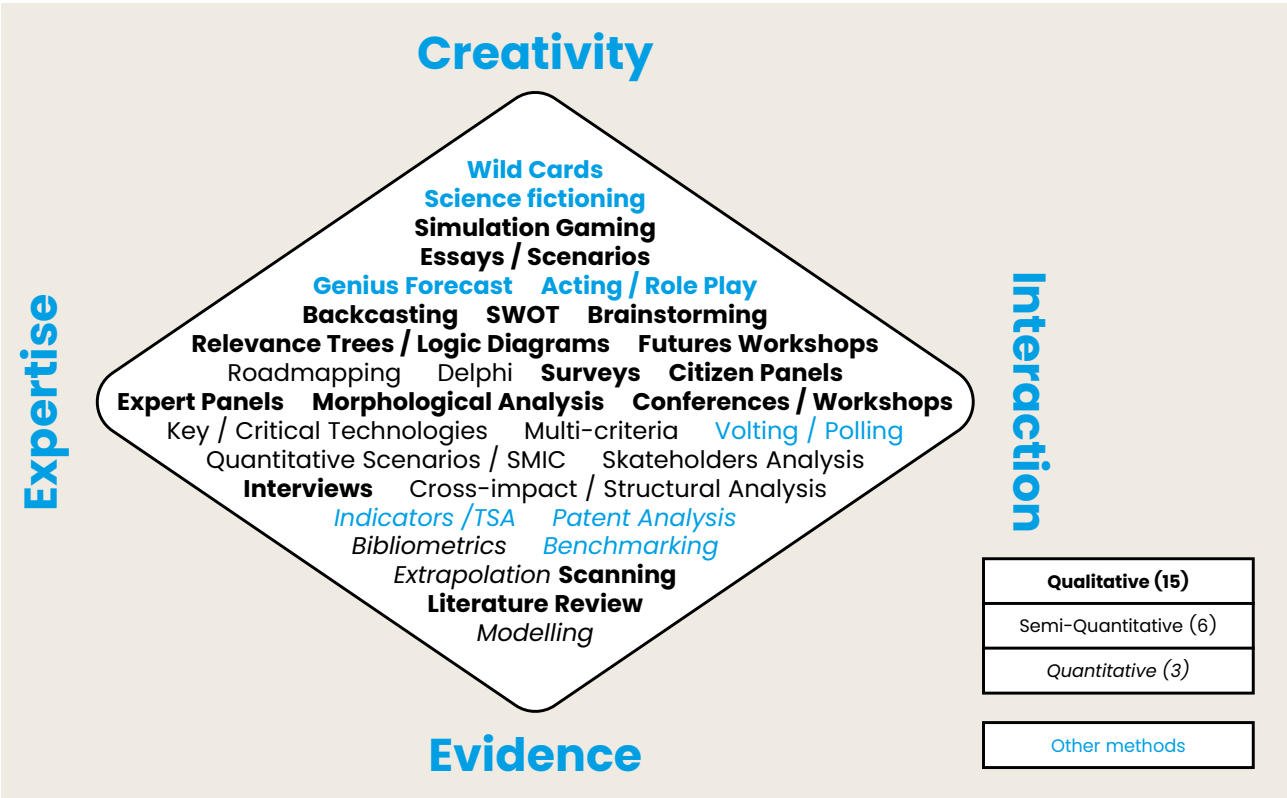 Creativity
Wild Cards
Science fictioning
Simulation Gaming
Essays / Scenarios
Genius Forecast Acting / Role Play
Backcasting SWOT Brainstorming
Relevance Trees / Logic Diagrams Futures Workshops
Roadmapping Delphi Surveys Citizen Panels
Expert Panels Morphological Analysis Conferences / Workshops
Key / Critical Technologies Multi-criteria Volting / Polling
Quantitative Scenarios / SMIC Skateholders Analysis
Interviews Cross-impact / Structural Analysis
Indicators /TSA Patent Analysis
Bibliometrics Benchmarking
Extrapolation Scanning
Literature Review
Modelling
Expertise
Interaction
Evidence
Qualitative (15)
Semi-Quantitative (6)
Quantitative (3)
Other methods